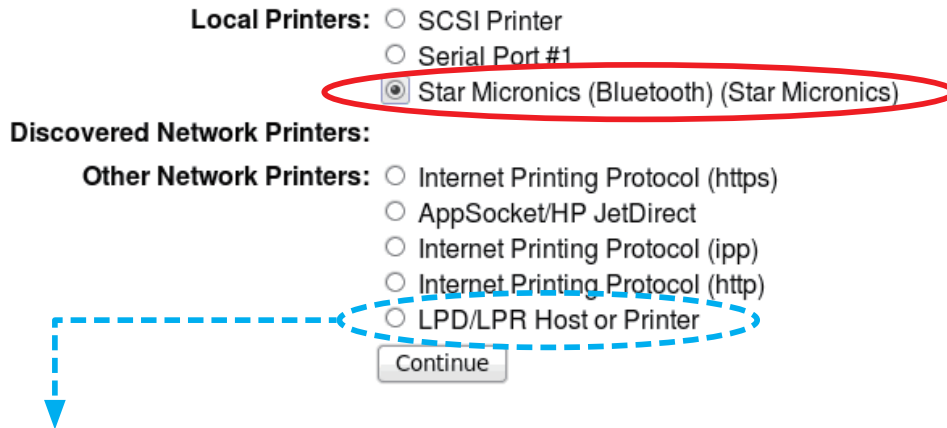 Local Printers: SCSI Printer
Serial Port #1
Star Micronics (Bluetooth) (Star Micronics)
Discovered Network Printers:
Other Network Printers: Internet Printing Protocol (https)
AppSocket/HP JetDirect
Internet Printing Protocol (ipp)
Internet Printing Protocol (http)
LPD/LPR Host or Printer
Continue